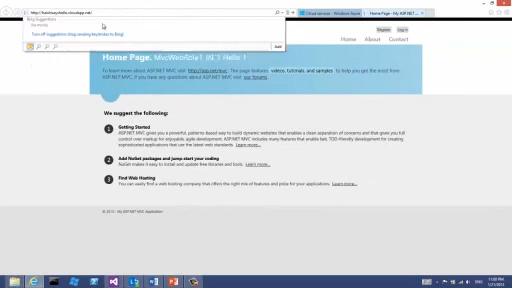 Cloud services - Windows Azure
Home Page - My ASP.NET M...
Bing Suggestions
Turn off suggestions (stop sending keystrokes to Bing)
Add
Register
Log in
Home About Contact
Home Page.
To learn more about ASP.NET MVC visit http://asp.net/mvc. The page features videos, tutorials, and samples to help you get the most from
ASP.NET MVC. If you have any questions about ASP.NET MVC visit our forums.
We suggest the following:
1 Getting Started
ASP.NET MVC gives you a powerful, patterns-based way to build dynamic websites that enables a clean separation of concerns and that gives you full
control over markup for enjoyable, agile development. ASP.NET MVC includes many features that enable fast, TDD-friendly development for creating
sophisticated applications that use the latest web standards. Learn more...
2 Add NuGet packages and jump-start your coding
NuGet makes it easy to install and update free libraries and tools. Learn more...
3 Find Web Hosting
You can easily find a web hosting company that offers the right mix of features and price for your applications. Learn more...
My ASP.NET MVC Application